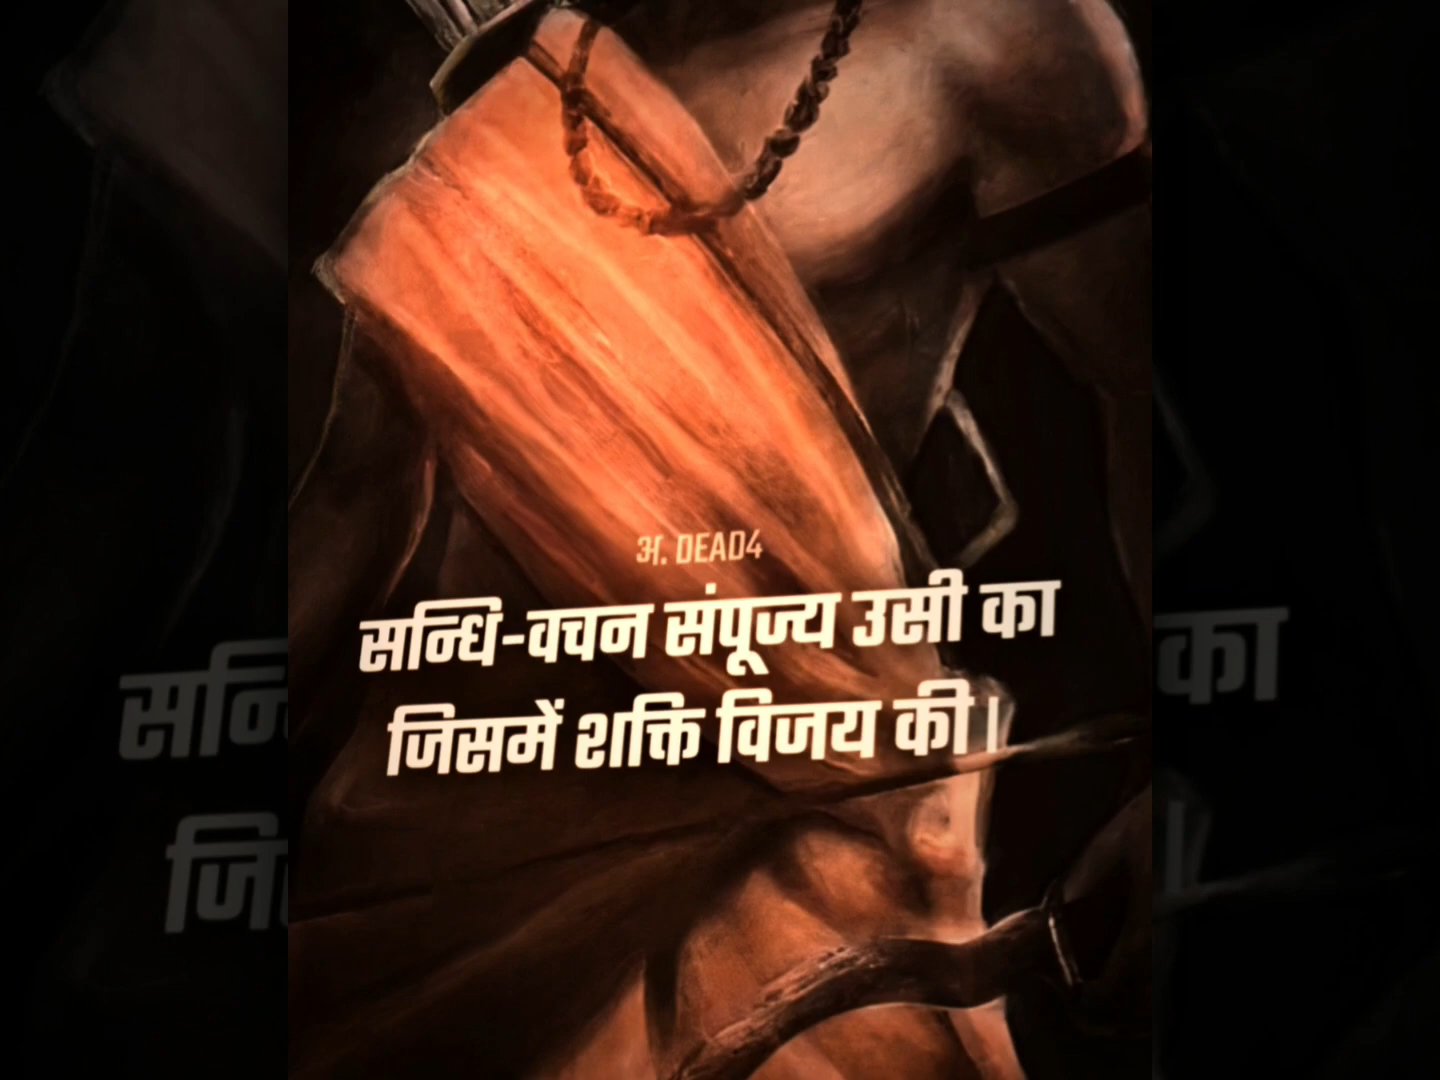 अ. DEAD4
सन्धि-वचन संपूज्य उसी का
जिसमें शक्ति विजय की।